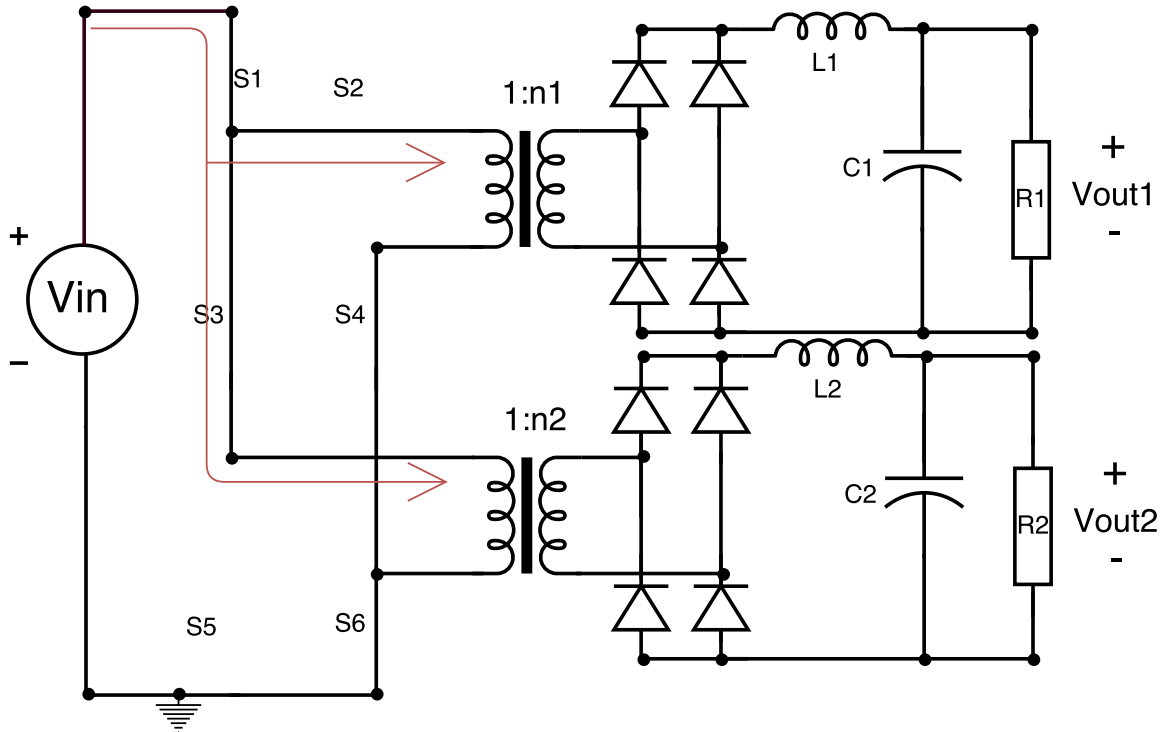 S1
S2
1:n1
L1
C1
R1
+
Vout1
-
+
Vin
−
S3
S4
1:n2
L2
C2
R2
+
Vout2
-
S5
S6